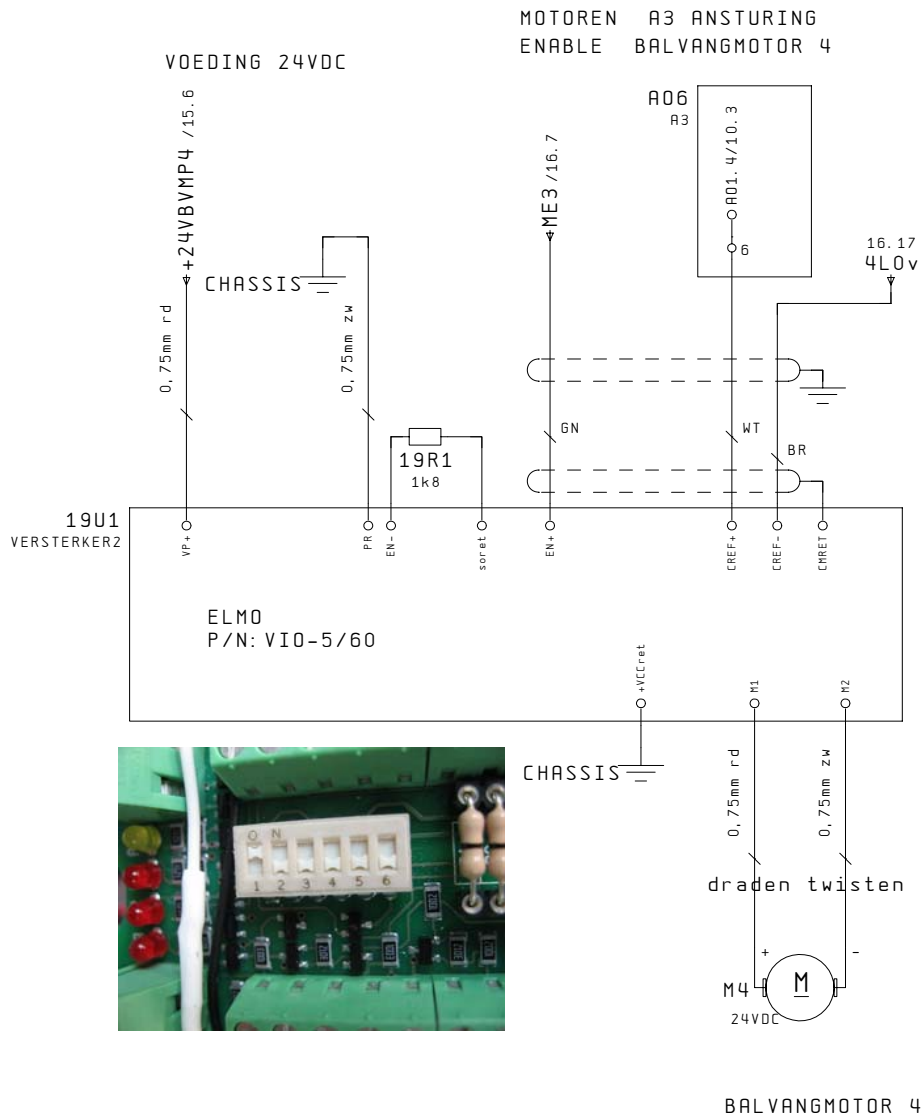 MOTOREN A3 ANSTURING
ENABLE BALVANGMOTOR 4
VOEDING 24VDC
+24VBVMP4 /15.6
ME3 /16.7
A06
A3
A01.4/10.3
6
16.17
4L0v
CHASSIS
0,75mm rd
0,75mm zw
GN
WT
BR
19R1
1k8
19U1
VERSTERKER2
VP+
PR
EN-
soret
EN+
CREF+
CREF-
CMRET
ELMO
P/N: VIO-5/60
+VCCret
M1
M2
CHASSIS
0,75mm rd
0,75mm zw
O N
1 2 3 4 5 6
draden twisten
+
-
M4
24VDC
M
BALVANGMOTOR 4